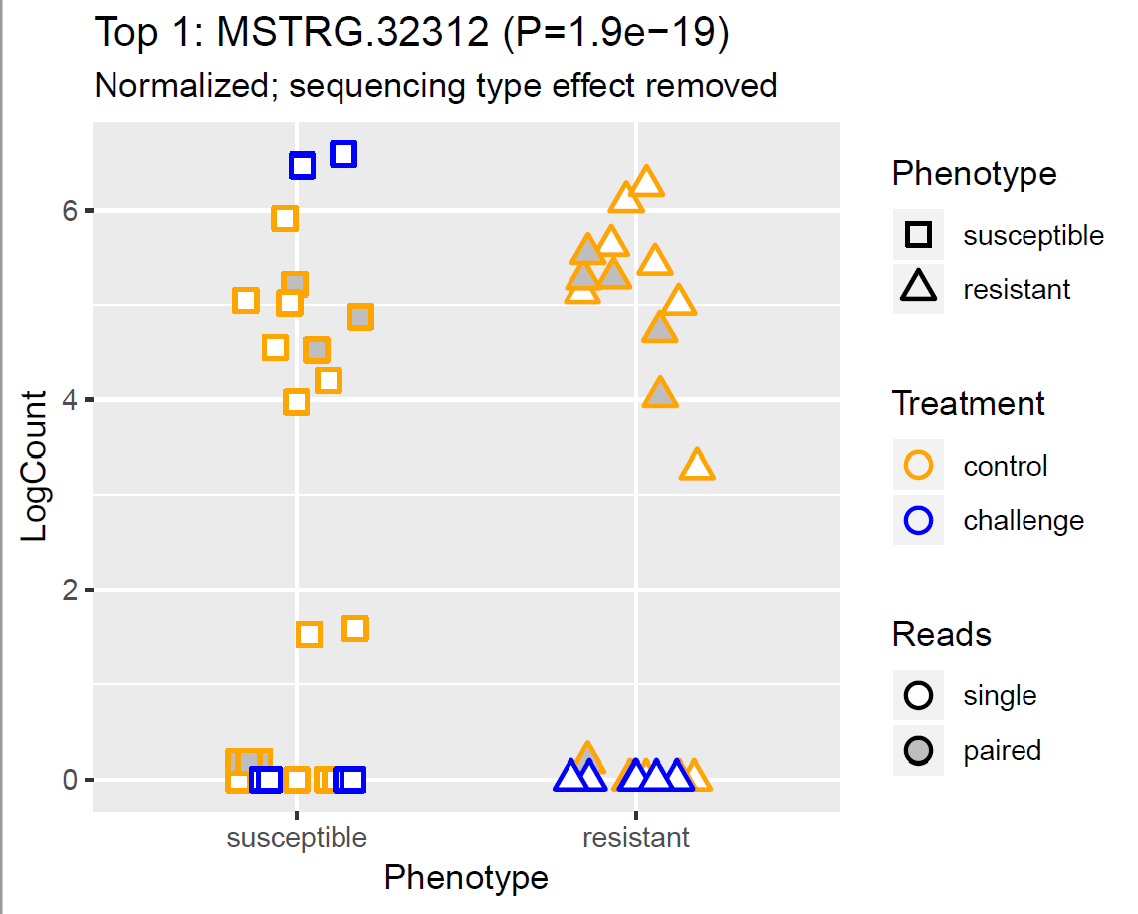 Top 1: MSTRG.32312 (P=1.9e−19)
Normalized; sequencing type effect removed
LogCount
6
4
2
0
susceptible
resistant
Phenotype
Phenotype
susceptible
resistant
Treatment
control
challenge
Reads
single
paired